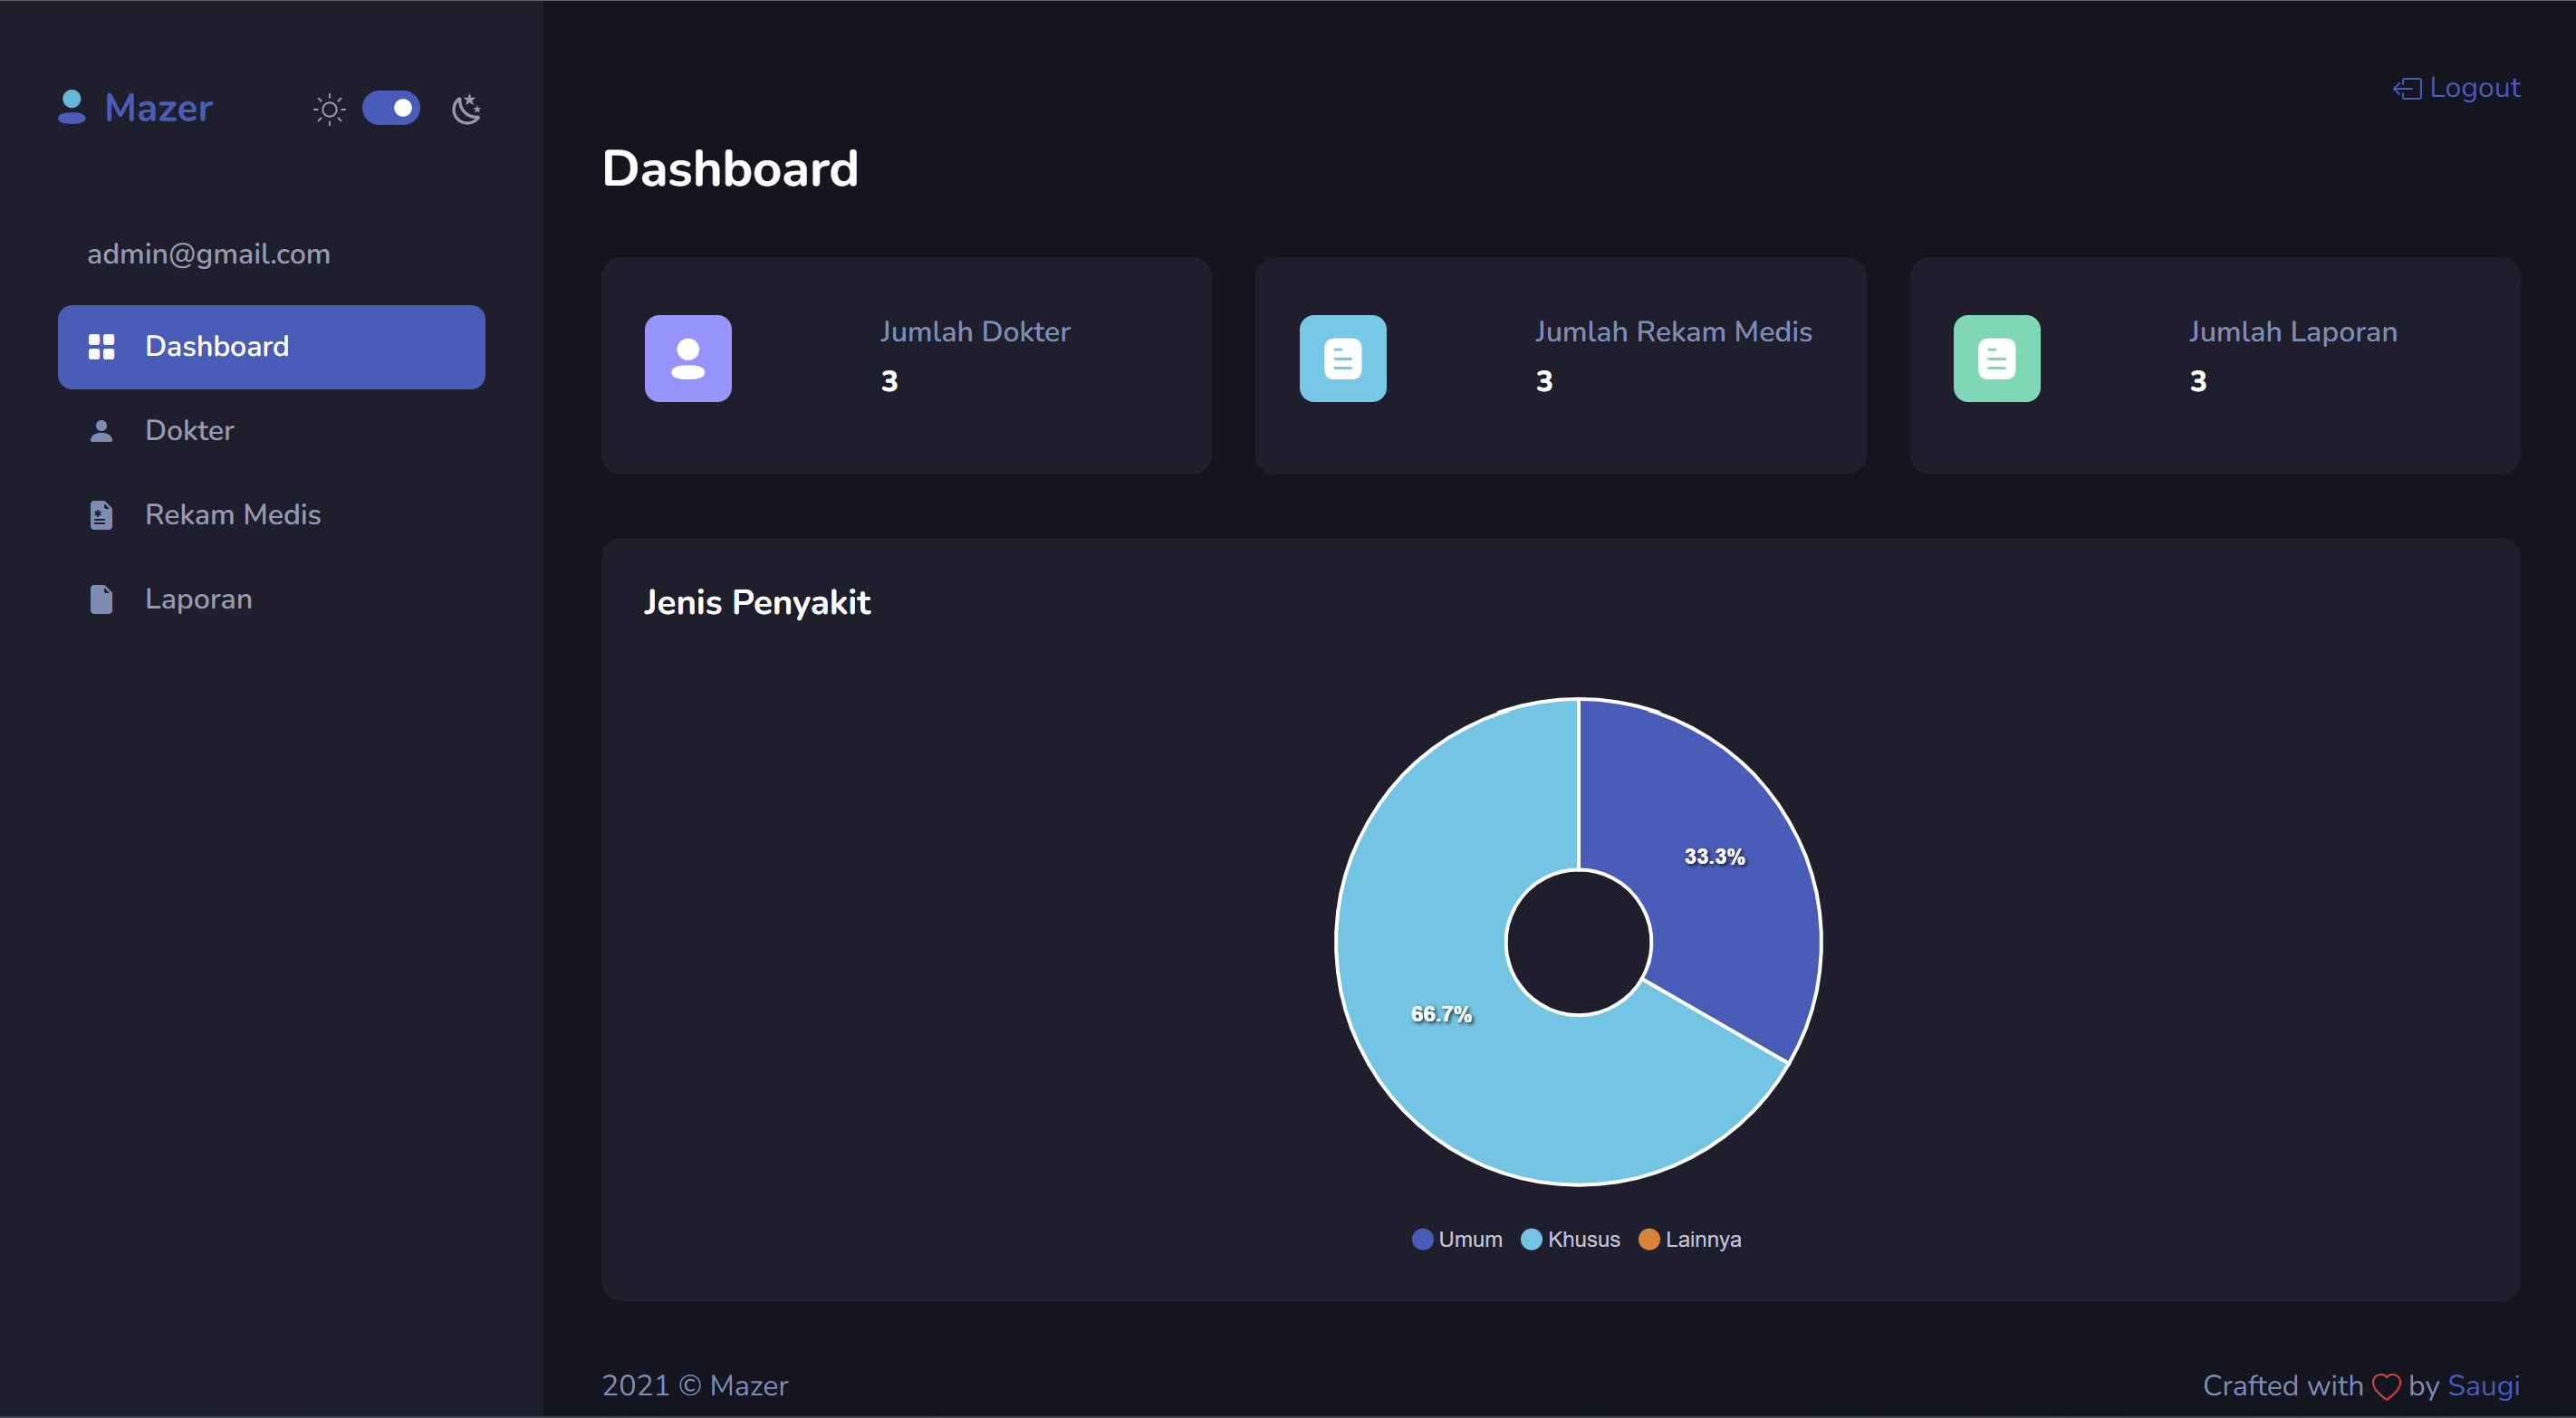 Mazer
admin@gmail.com
Dashboard
Dokter
Rekam Medis
Laporan
Logout
Dashboard
Jumlah Dokter
3
Jumlah Rekam Medis
3
Jumlah Laporan
3
Jenis Penyakit
33.3%
66.7%
Umum Khusus Lainnya
2021 © Mazer
Crafted with by Saugi